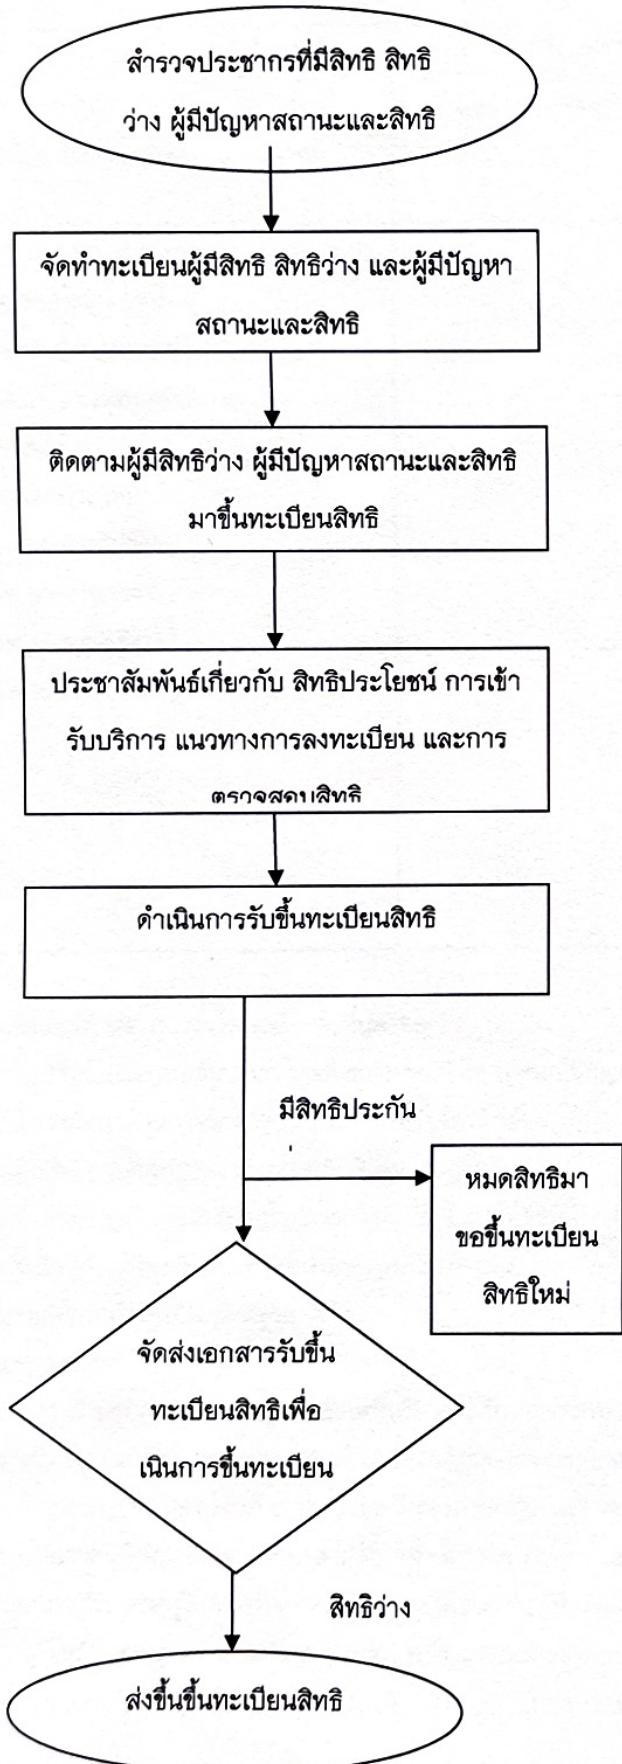 สำรวจประชากรที่มีสิทธิ สิทธิ
ว่าง ผู้มีปัญหาสถานะและสิทธิ
จัดทำทะเบียนผู้มีสิทธิ สิทธิว่าง และผู้มีปัญหา
สถานะและสิทธิ
ติดตามผู้มีสิทธิว่าง ผู้มีปัญหาสถานะและสิทธิ
มาขึ้นทะเบียนสิทธิ
ประชาสัมพันธ์เกี่ยวกับ สิทธิประโยชน์ การเข้า
รับบริการ แนวทางการลงทะเบียน และการ
ตรวจสอบสิทธิ
ดำเนินการรับขึ้นทะเบียนสิทธิ
มีสิทธิประกัน
หมดสิทธิมา
ขอขึ้นทะเบียน
สิทธิใหม่
จัดส่งเอกสารรับขึ้น
ทะเบียนสิทธิเพื่อ
เนินการขึ้นทะเบียน
สิทธิว่าง
ส่งขึ้นขึ้นทะเบียนสิทธิ